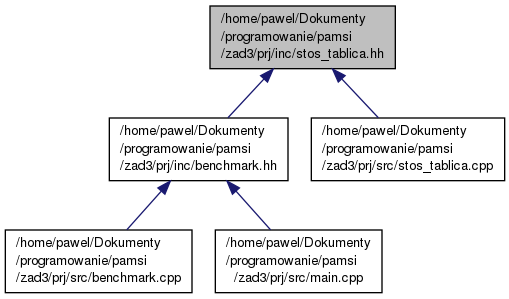 /home/pawel/Dokumenty
/programowanie/pamsi
/zad3/prj/inc/stos_tablica.hh
/home/pawel/Dokumenty
/programowanie/pamsi
/zad3/prj/inc/benchmark.hh
/home/pawel/Dokumenty
/programowanie/pamsi
/zad3/prj/src/stos_tablica.cpp
/home/pawel/Dokumenty
/programowanie/pamsi
/zad3/prj/src/benchmark.cpp
/home/pawel/Dokumenty
/programowanie/pamsi
/zad3/prj/src/main.cpp